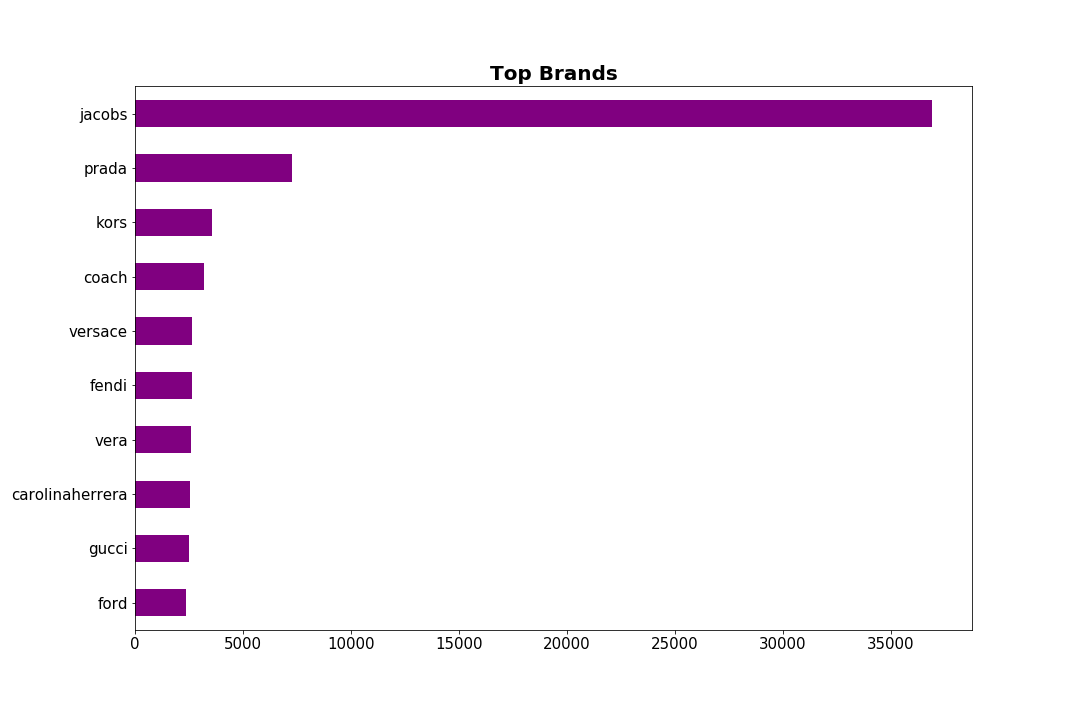 Top Brands
jacobs
prada
kors
coach
versace
fendi
vera
carolinaherrera
gucci
ford
0 5000 10000 15000 20000 25000 30000 35000